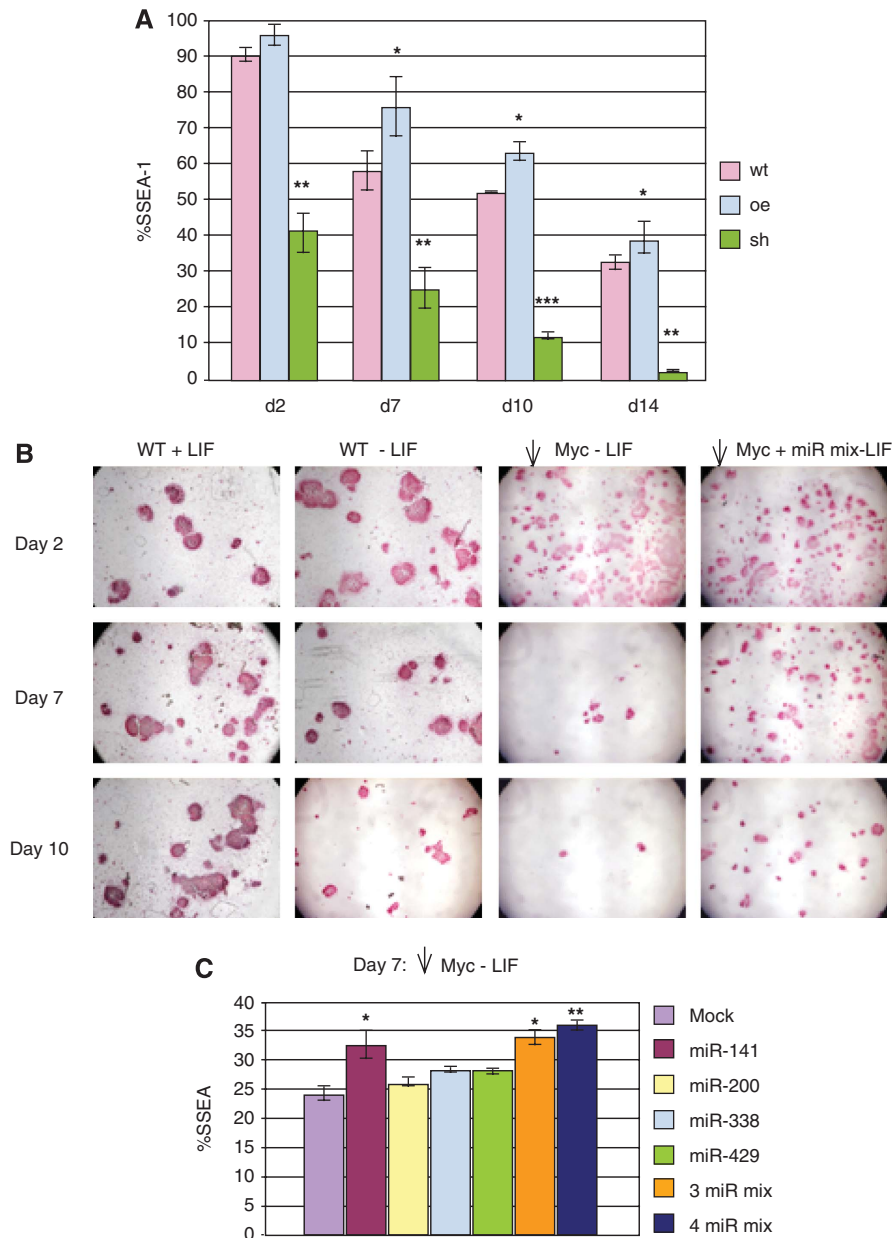 A
100
90
80
70
60
50
40
30
20
10
0
%SSEA-1
** * ** * *** * **
d2 d7 d10 d14
wt
oe
sh
B
WT + LIF WT - LIF ↓ Myc - LIF ↓ Myc + miR mix-LIF
Day 2
Day 7
Day 10
C
Day 7: ↓ Myc - LIF
40
35
30
25
20
15
10
5
0
%SSEA
* * **
Mock
miR-141
miR-200
miR-338
miR-429
3 miR mix
4 miR mix